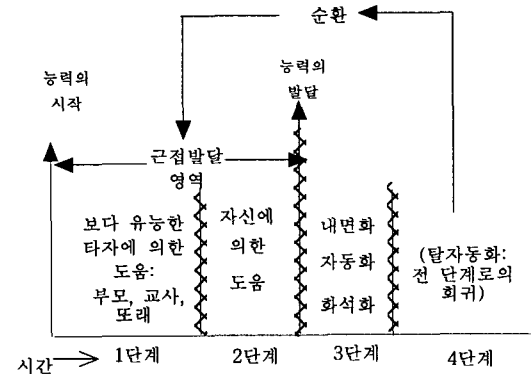 순환
능력의
시작
능력의
발달
근접발달
영역
보다 유능한
타자에 의한
도움:
부모, 교사,
또래
자신에
의한
도움
내면화
자동화
화석화
(탈자동화:
전 단계로의
회귀)
시간
1단계
2단계
3단계
4단계